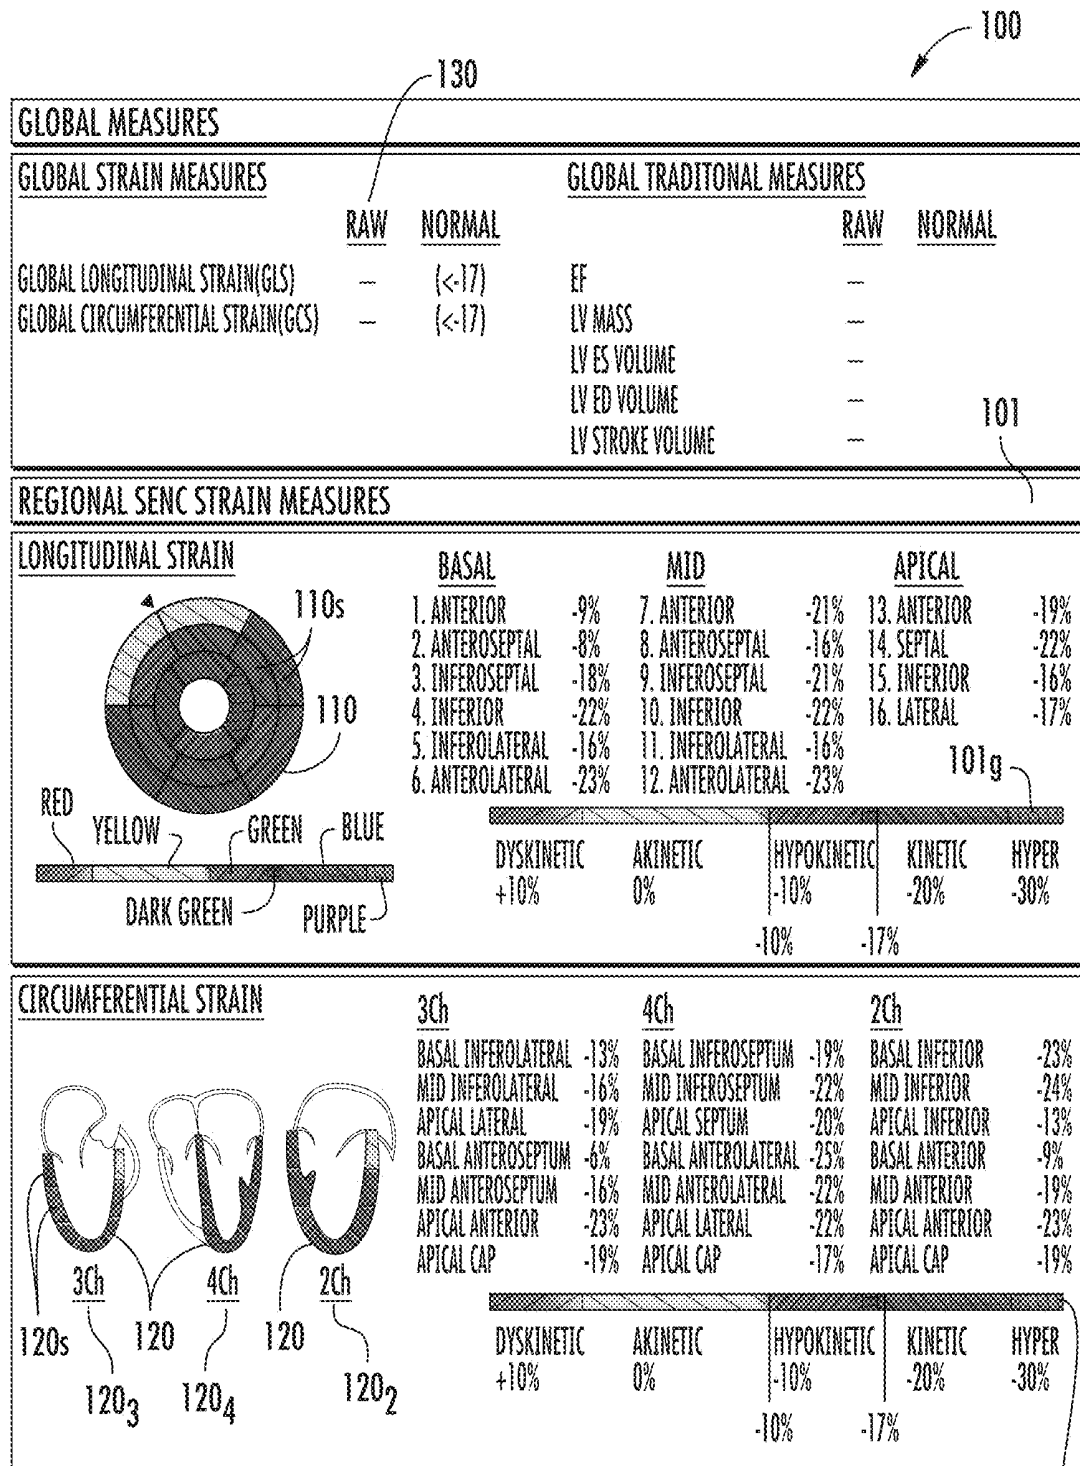 100
130
GLOBAL MEASURES
GLOBAL STRAIN MEASURES GLOBAL TRADITONAL MEASURES
RAW NORMAL RAW NORMAL
GLOBAL LONGITUDINAL STRAIN(GLS) — (<-17) EF —
GLOBAL CIRCUMFERENTIAL STRAIN(GCS) — (<-17) LV MASS —
LV ES VOLUME —
LV ED VOLUME —
LV STROKE VOLUME —
101
REGIONAL SENC STRAIN MEASURES
LONGITUDINAL STRAIN
110s
110
BASAL MID APICAL
1. ANTERIOR -9% 7. ANTERIOR -21% 13. ANTERIOR -19%
2. ANTEROSEPTAL -8% 8. ANTEROSEPTAL -16% 14. SEPTAL -22%
3. INFEROSEPTAL -18% 9. INFEROSEPTAL -21% 15. INFERIOR -16%
4. INFERIOR -22% 10. INFERIOR -22% 16. LATERAL -17%
5. INFEROLATERAL -16% 11. INFEROLATERAL -16%
6. ANTEROLATERAL -23% 12. ANTEROLATERAL -23%
101g
RED YELLOW GREEN BLUE
DARK GREEN PURPLE
DYSKINETIC AKINETIC HYPOKINETIC KINETIC HYPER
+10% 0% -10% -20% -30%
-10% -17%
CIRCUMFERENTIAL STRAIN
3Ch 4Ch 2Ch
BASAL INFEROLATERAL -13% BASAL INFEROSEPTUM -19% BASAL INFERIOR -23%
MID INFEROLATERAL -16% MID INFEROSEPTUM -22% MID INFERIOR -24%
APICAL LATERAL -19% APICAL SEPTUM -20% APICAL INFERIOR -13%
BASAL ANTEROSEPTUM -6% BASAL ANTEROLATERAL -25% BASAL ANTERIOR -9%
MID ANTEROSEPTUM -16% MID ANTEROLATERAL -22% MID ANTERIOR -19%
APICAL ANTERIOR -23% APICAL LATERAL -22% APICAL ANTERIOR -23%
APICAL CAP -19% APICAL CAP -17% APICAL CAP -19%
3Ch 4Ch 2Ch
120s 120 120
120₃ 120₄ 120₂
DYSKINETIC AKINETIC HYPOKINETIC KINETIC HYPER
+10% 0% -10% -20% -30%
-10% -17%